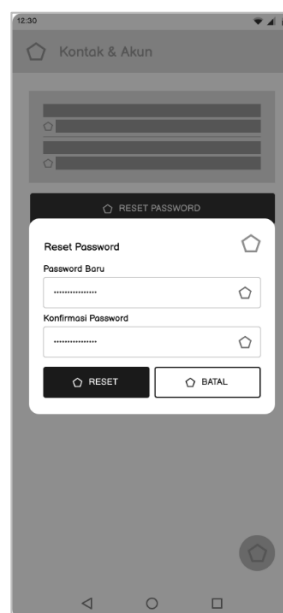 12:30
Kontak & Akun
RESET PASSWORD
Reset Password
Password Baru
Konfirmasi Password
RESET
BATAL